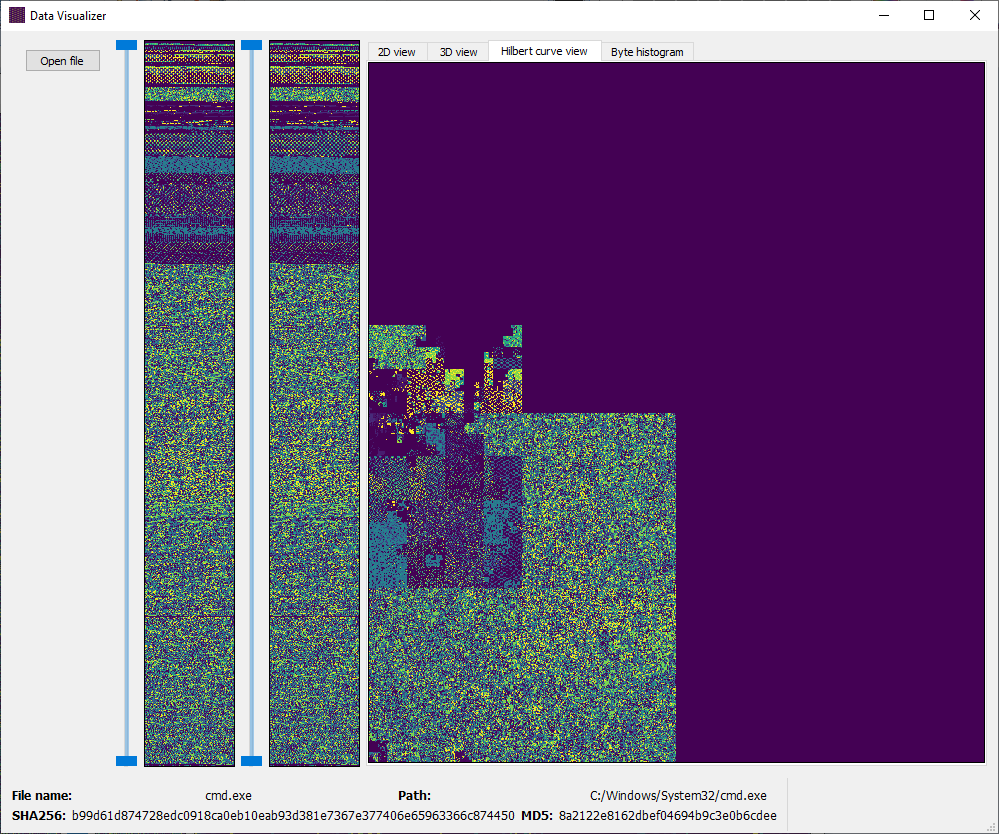 Data Visualizer
Open file
2D view 3D view Hilbert curve view Byte histogram
File name: cmd.exe Path: C:/Windows/System32/cmd.exe
SHA256: b99d61d874728edc0918ca0eb10eab93d381e7367e377406e65963366c874450 MD5: 8a2122e8162dbef04694b9c3e0b6cdee